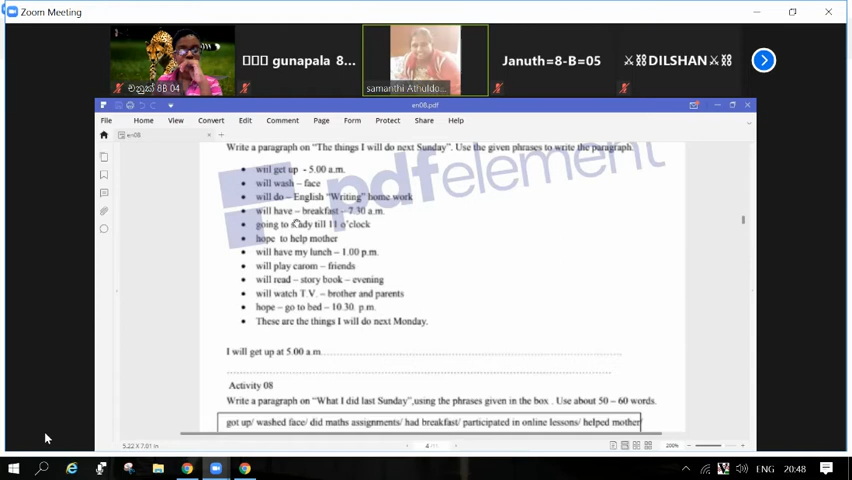 Zoom Meeting
gunapala 8...
Januth=8-B=05
DILSHAN
චනුක් 8B 04
samanthi Athuldo...
en08.pdf
File Home View Convert Edit Comment Page Form Protect Share Help
en08
Write a paragraph on "The things I will do next Sunday". Use the given phrases to write the paragraph.
pdfelement
will get up - 5.00 a.m.
will wash – face
will do – English "Writing" home work
will have – breakfast – 7.30 a.m.
going to study till 11 o'clock
hope to help mother
will have my lunch – 1.00 p.m.
will play carom – friends
will read – story book – evening
will watch T.V. – brother and parents
hope – go to bed – 10.30 p.m.
These are the things I will do next Monday.
I will get up at 5.00 a.m
Activity 08
Write a paragraph on "What I did last Sunday",using the phrases given in the box . Use about 50 – 60 words.
got up/ washed face/ did maths assignments/ had breakfast/ participated in online lessons/ helped mother/
5.22 x 7.01 in
4
200%
ENG 20:48